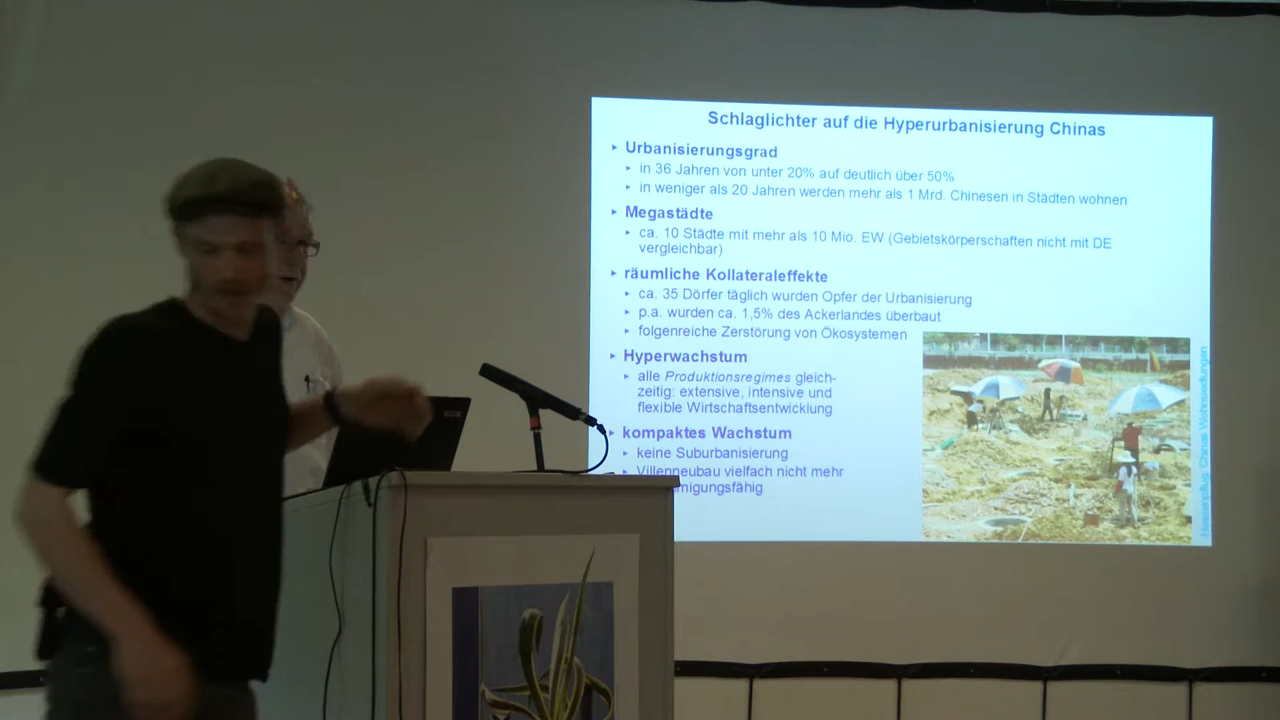 Schlaglichter auf die Hyperurbanisierung Chinas
Urbanisierungsgrad
in 36 Jahren von unter 20% auf deutlich über 50%
in weniger als 20 Jahren werden mehr als 1 Mrd. Chinesen in Städten wohnen
Megastädte
ca. 10 Städte mit mehr als 10 Mio. EW (Gebietskörperschaften nicht mit DE
vergleichbar)
räumliche Kollateraleffekte
ca. 35 Dörfer täglich wurden Opfer der Urbanisierung
p.a. wurden ca. 1,5% des Ackerlandes überbaut
folgenreiche Zerstörung von Ökosystemen
Hyperwachstum
alle Produktionsregimes gleich-
zeitig: extensive, intensive und
flexible Wirtschaftsentwicklung
kompaktes Wachstum
keine Suburbanisierung
Villenneubau vielfach nicht mehr
migungsfähig
Hassenpflug, Chinas Wohnsiedlungen